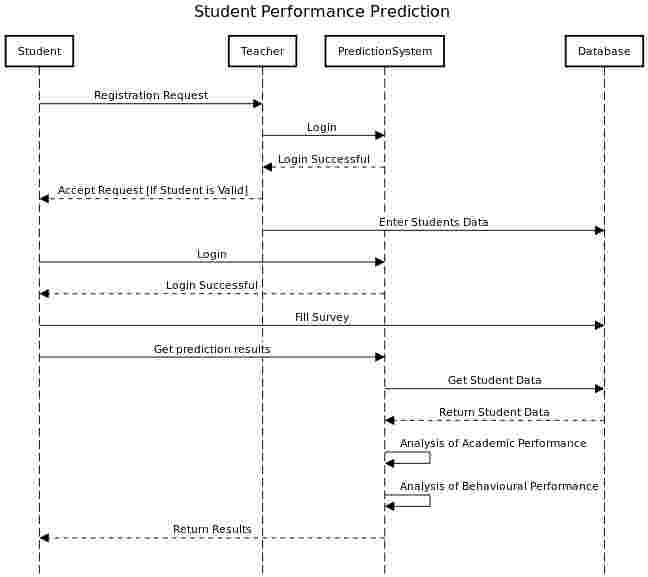 Student Performance Prediction
Student
Teacher
PredictionSystem
Database
Registration Request
Login
Login Successful
Accept Request [If Student is Valid]
Enter Students Data
Login
Login Successful
Fill Survey
Get prediction results
Get Student Data
Return Student Data
Analysis of Academic Performance
Analysis of Behavioural Performance
Return Results